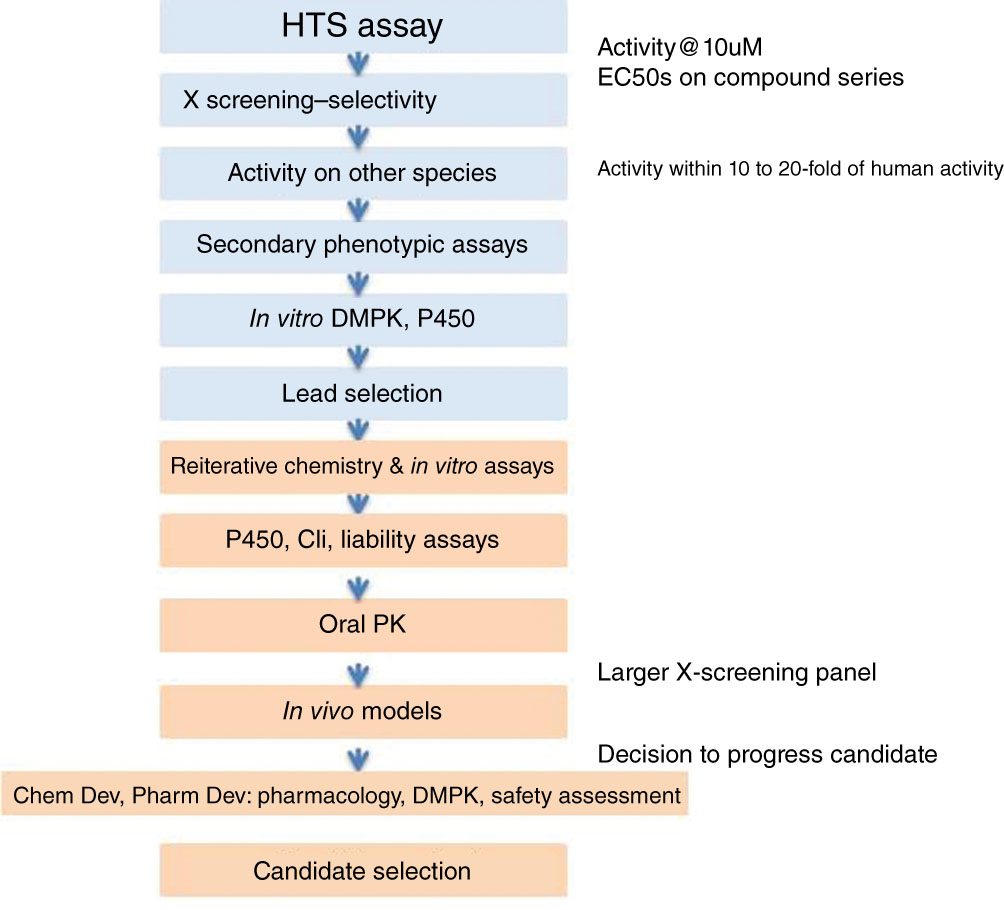 HTS assay
Activity@10uM
EC50s on compound series
X screening–selectivity
Activity on other species
Activity within 10 to 20-fold of human activity
Secondary phenotypic assays
In vitro DMPK, P450
Lead selection
Reiterative chemistry & in vitro assays
P450, Cli, liability assays
Oral PK
Larger X-screening panel
In vivo models
Decision to progress candidate
Chem Dev, Pharm Dev: pharmacology, DMPK, safety assessment
Candidate selection